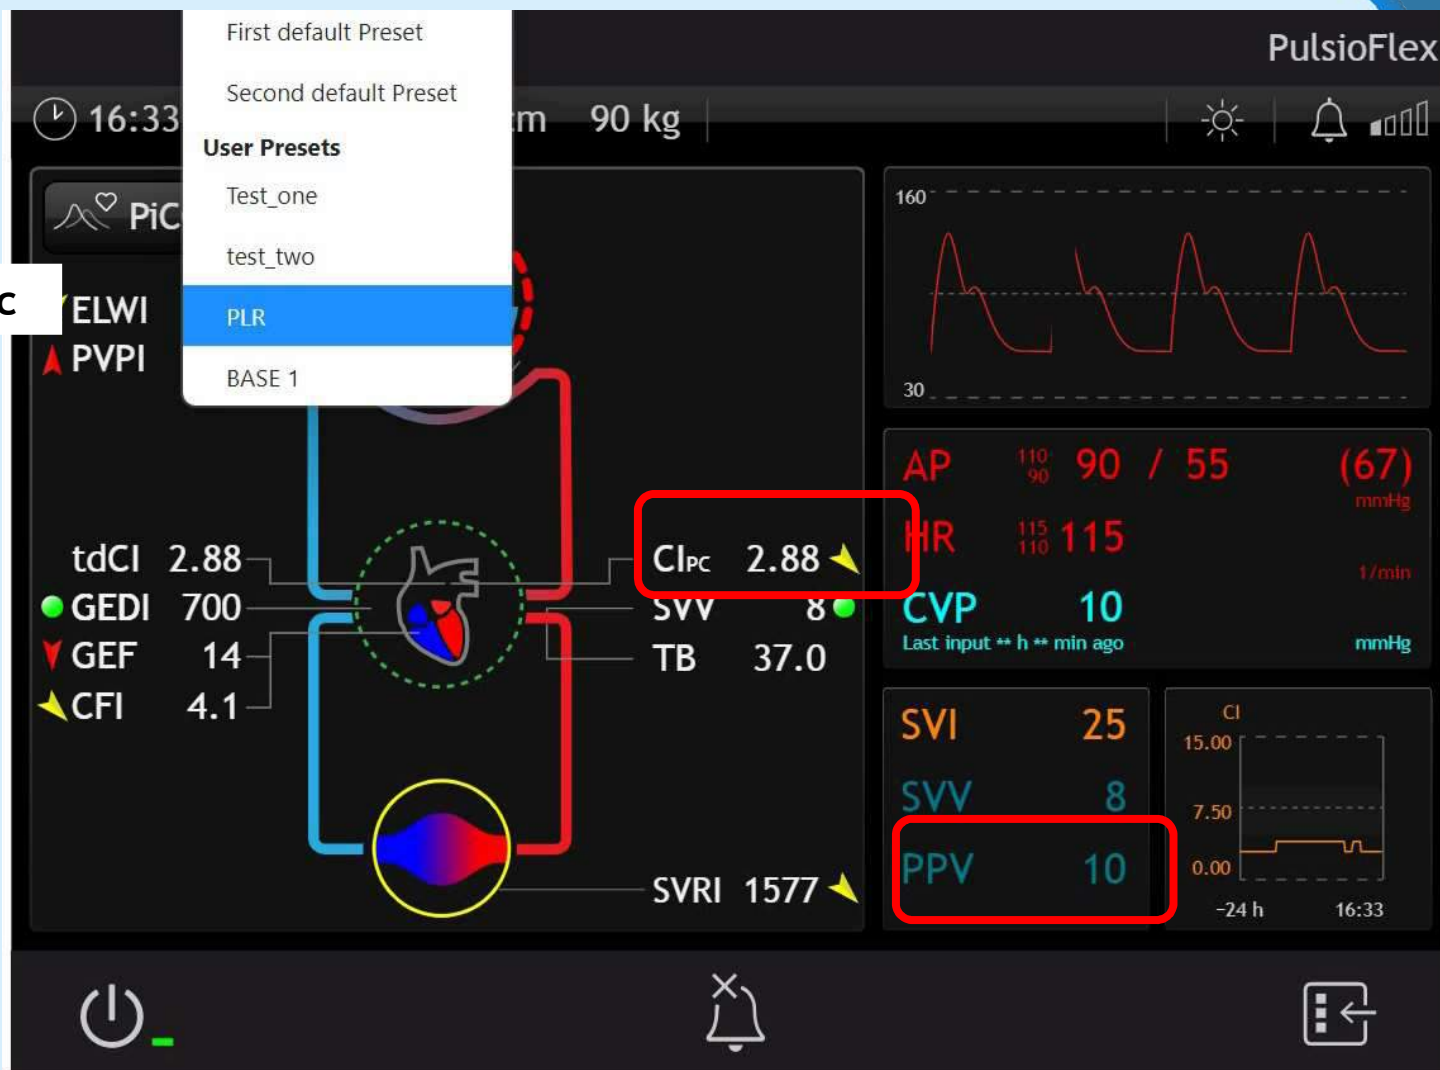 First default Preset
Second default Preset
User Presets
Test_one
test_two
PLR
BASE 1
PulsioFlex
16:33 cm 90 kg
PiC
C
ELWI
PVPI
tdCI 2.88
GEDI 700
GEF 14
CFI 4.1
CIPC 2.88
SVV 8
TB 37.0
SVRI 1577
160
30
AP 110 90 90 / 55 (67)
mmHg
HR 115 110 115
1/min
CVP 10
Last input ** h ** min ago mmHg
SVI 25
SVV 8
PPV 10
CI
15.00
7.50
0.00
-24 h 16:33